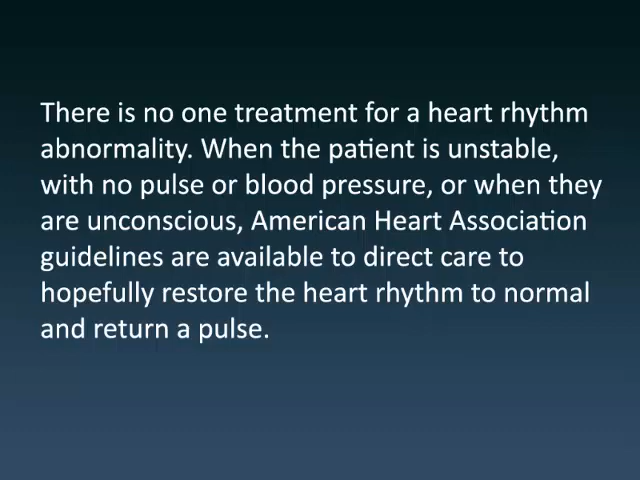 There is no one treatment for a heart rhythm
abnormality. When the patient is unstable,
with no pulse or blood pressure, or when they
are unconscious, American Heart Association
guidelines are available to direct care to
hopefully restore the heart rhythm to normal
and return a pulse.